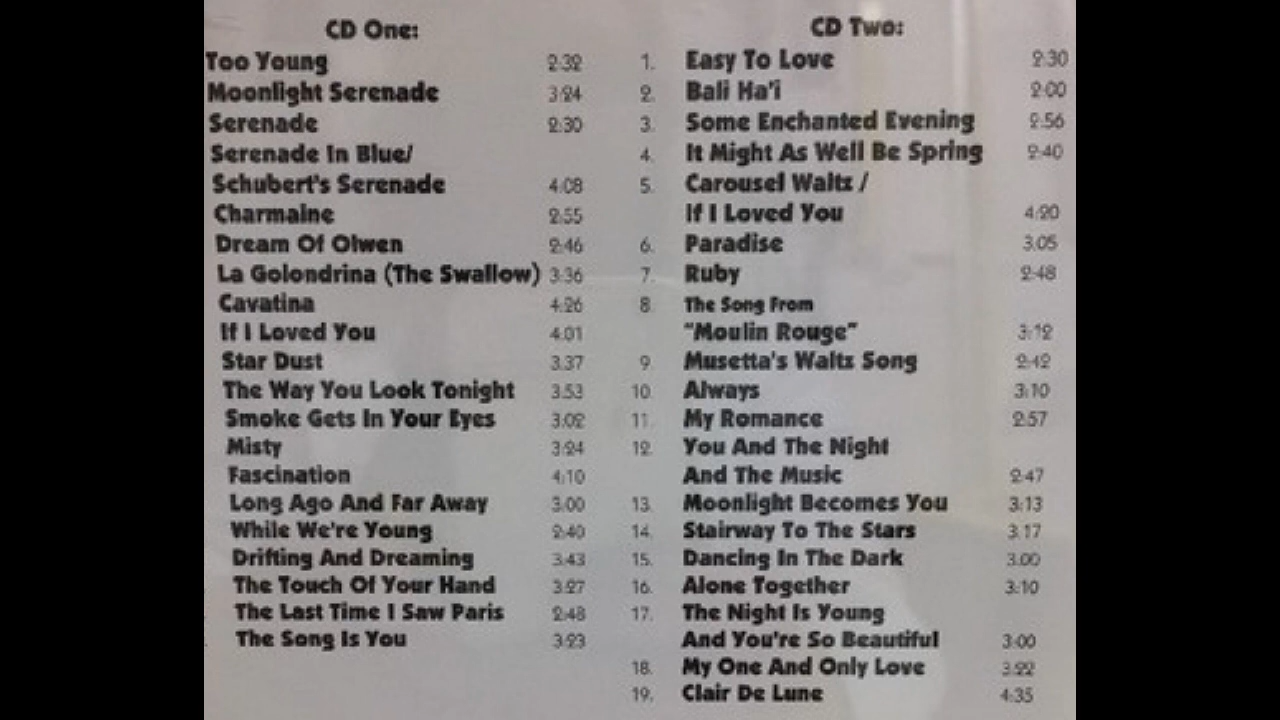 CD One:
Too Young 2:32
Moonlight Serenade 3:24
Serenade 2:30
Serenade In Blue/
Schubert's Serenade 4:08
Charmaine 2:55
Dream Of Olwen 2:46
La Golondrina (The Swallow) 3:36
Cavatina 4:26
If I Loved You 4:01
Star Dust 3:37
The Way You Look Tonight 3:53
Smoke Gets In Your Eyes 3:02
Misty 3:24
Fascination 4:10
Long Ago And Far Away 3:00
While We're Young 2:40
Drifting And Dreaming 3:43
The Touch Of Your Hand 3:27
The Last Time I Saw Paris 2:48
The Song Is You 3:23
CD Two:
1. Easy To Love 2:30
2. Bali Ha'i 2:00
3. Some Enchanted Evening 2:56
4. It Might As Well Be Spring 2:40
5. Carousel Waltz /
If I Loved You 4:20
6. Paradise 3:05
7. Ruby 2:48
8. The Song From
"Moulin Rouge" 3:12
9. Musetta's Waltz Song 2:42
10. Always 3:10
11. My Romance 2:57
12. You And The Night
And The Music 2:47
13. Moonlight Becomes You 3:13
14. Stairway To The Stars 3:17
15. Dancing In The Dark 3:00
16. Alone Together 3:10
17. The Night Is Young
And You're So Beautiful 3:00
18. My One And Only Love 3:22
19. Clair De Lune 4:35